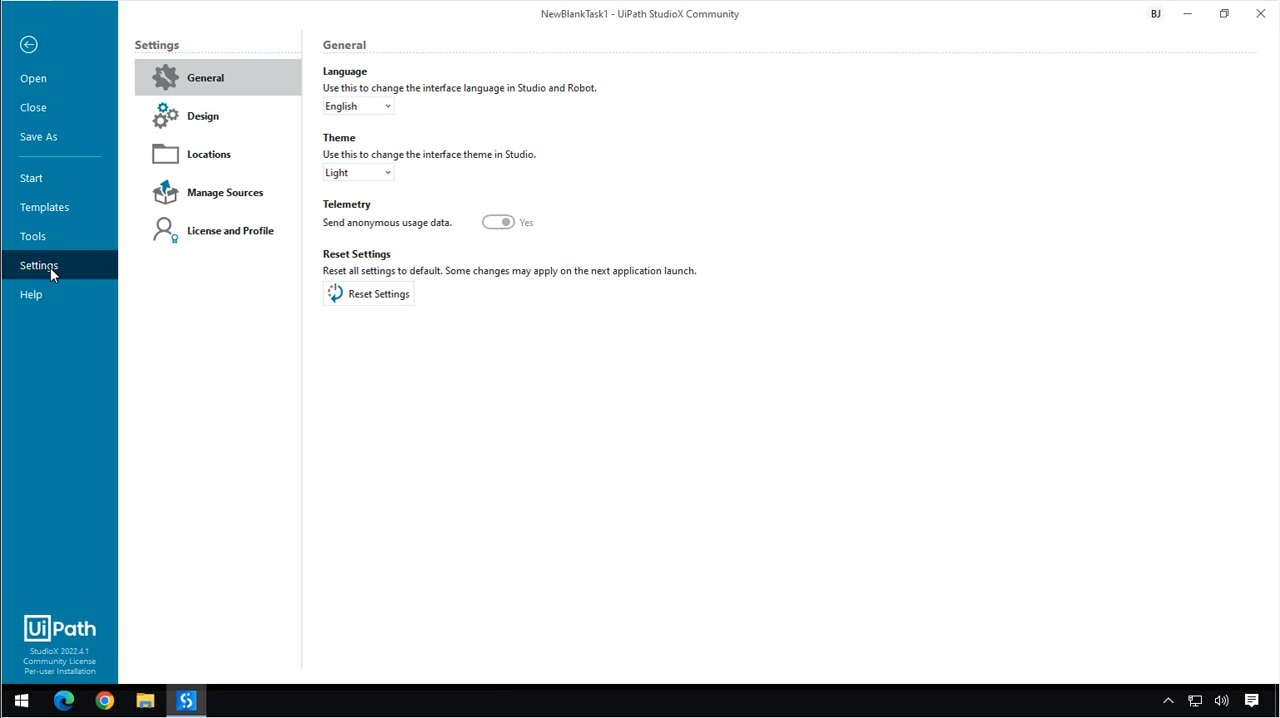 NewBlankTask1 - UiPath StudioX Community
BJ
Open
Close
Save As
Start
Templates
Tools
Settings
Help
UiPath
StudioX 2022.4.1
Community License
Per-user Installation
Settings
General
Design
Locations
Manage Sources
License and Profile
General
Language
Use this to change the interface language in Studio and Robot.
English
Theme
Use this to change the interface theme in Studio.
Light
Telemetry
Send anonymous usage data. Yes
Reset Settings
Reset all settings to default. Some changes may apply on the next application launch.
Reset Settings